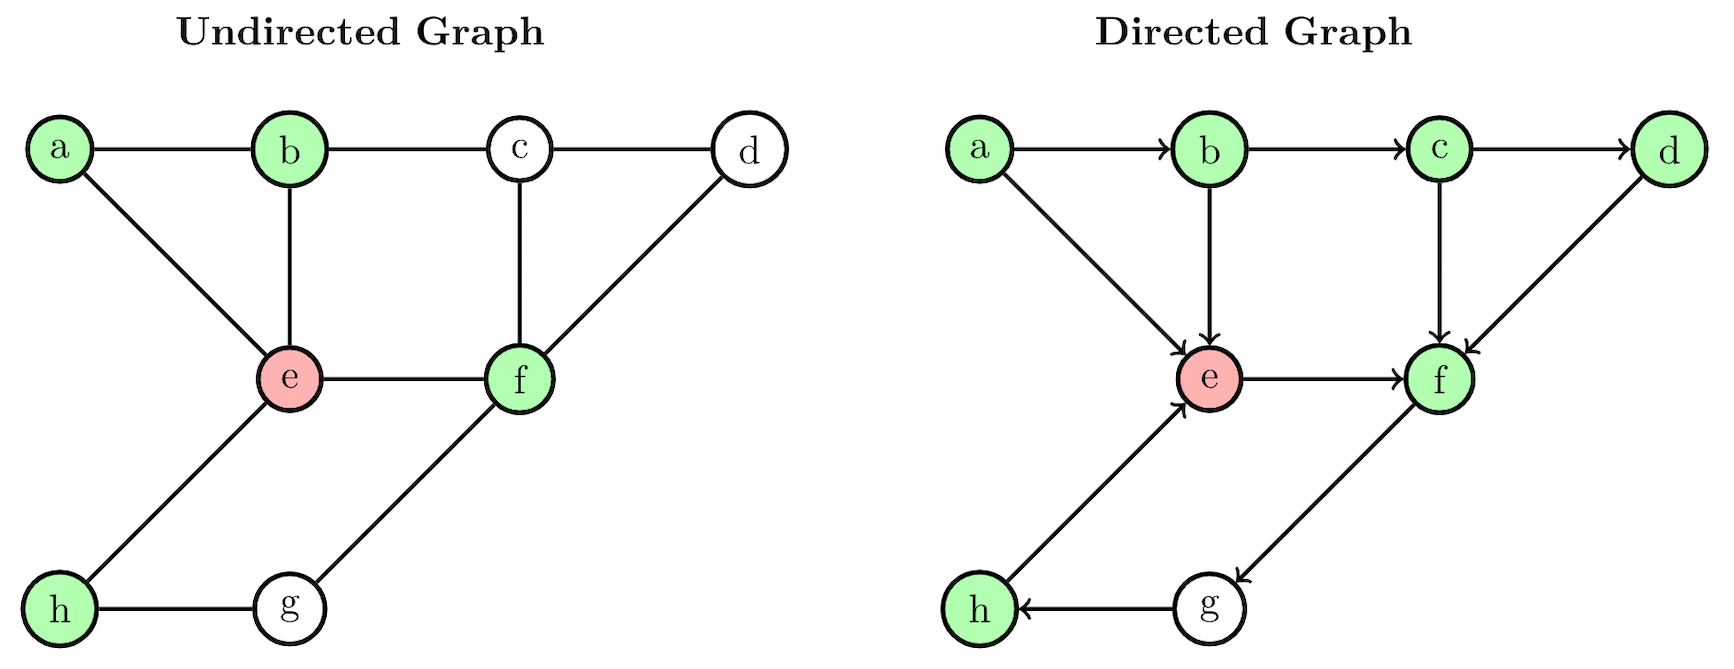 Undirected Graph
Directed Graph
a b c d
e f
h g
a b c d
e f
h g